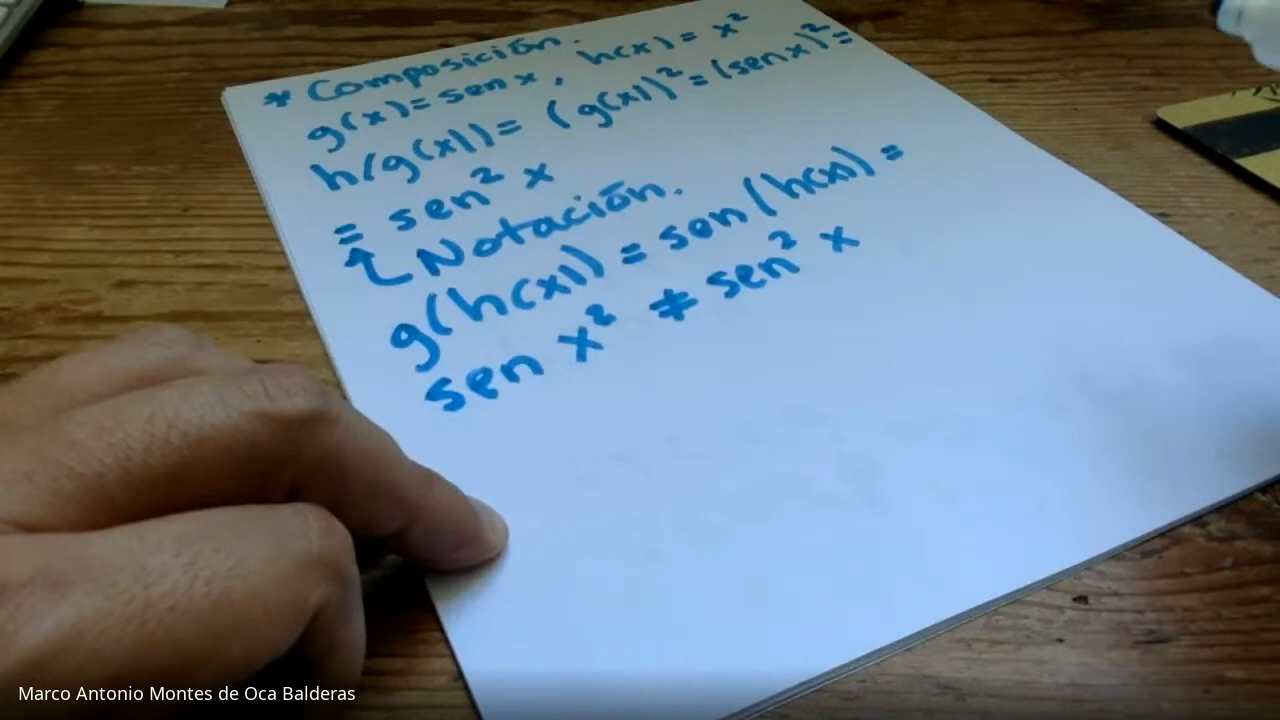 * Composición.
g(x) = sen x, h(x) = x²
h(g(x)) = (g(x))² = (sen x)² =
= sen² x
↑ Notación.
g(h(x)) = sen(h(x)) =
sen x² ≠ sen² x
Marco Antonio Montes de Oca Balderas